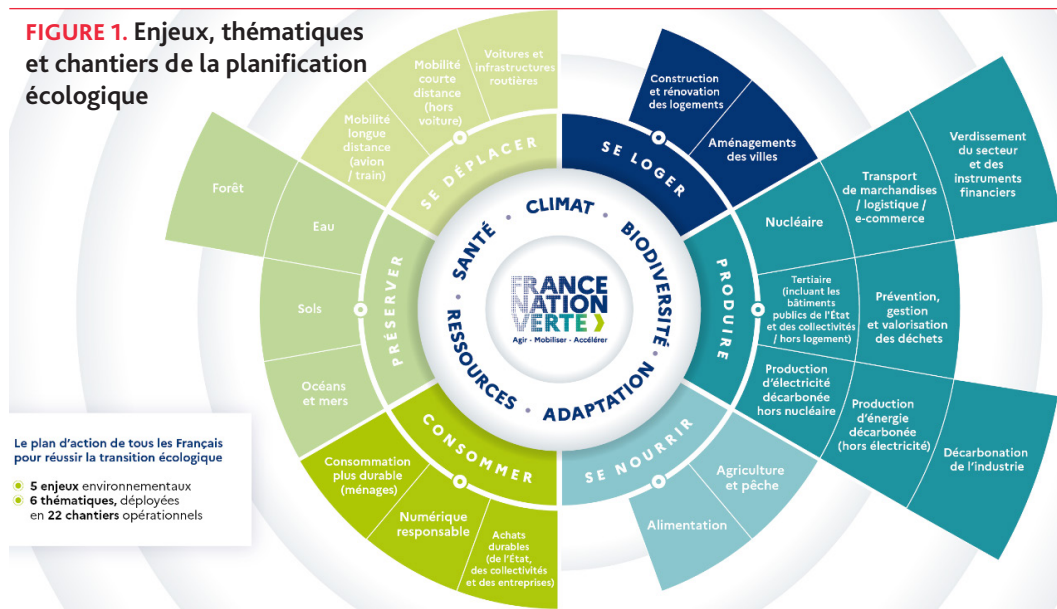 FIGURE 1. Enjeux, thématiques
et chantiers de la planification
écologique
Voitures et
infrastructures
routières
Mobilité
courte
distance
(hors
voiture)
Mobilité
longue
distance
(avion
/ train)
SE DÉPLACER
Construction
et rénovation
des logements
Aménagements
des villes
SE LOGER
Verdissement
du secteur
et des
instruments
financiers
Transport
de marchandises
/ logistique /
e-commerce
Nucléaire
Tertiaire
(incluant les
bâtiments
publics de l'État
et des collectivités
/ hors logement)
Prévention,
gestion
et valorisation
des déchets
Production
d'électricité
décarbonée
hors nucléaire
Production
d'énergie
décarbonée
(hors électricité)
Décarbonation
de l'industrie
PRODUIRE
Forêt
Eau
Sols
Océans
et mers
PRÉSERVER
SANTÉ • CLIMAT • BIODIVERSITÉ • ADAPTATION • RESSOURCES •
FRANCE
NATION
VERTE >
Agir • Mobiliser • Accélérer
CONSOMMER
Consommation
plus durable
(ménages)
Numérique
responsable
Achats
durables
(de l'État,
des collectivités
et des entreprises)
SE NOURRIR
Agriculture
et pêche
Alimentation
Le plan d'action de tous les Français
pour réussir la transition écologique
5 enjeux environnementaux
6 thématiques, déployées
en 22 chantiers opérationnels